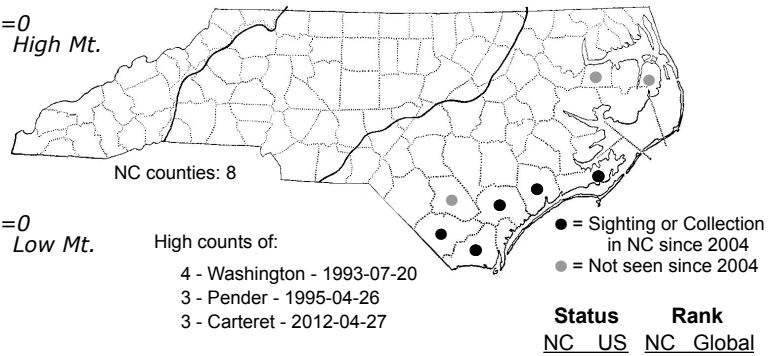 =0
High Mt.
NC counties: 8
=0
Low Mt.
High counts of:
4 - Washington - 1993-07-20
3 - Pender - 1995-04-26
3 - Carteret - 2012-04-27
= Sighting or Collection
in NC since 2004
= Not seen since 2004
Status Rank
NC US NC Global